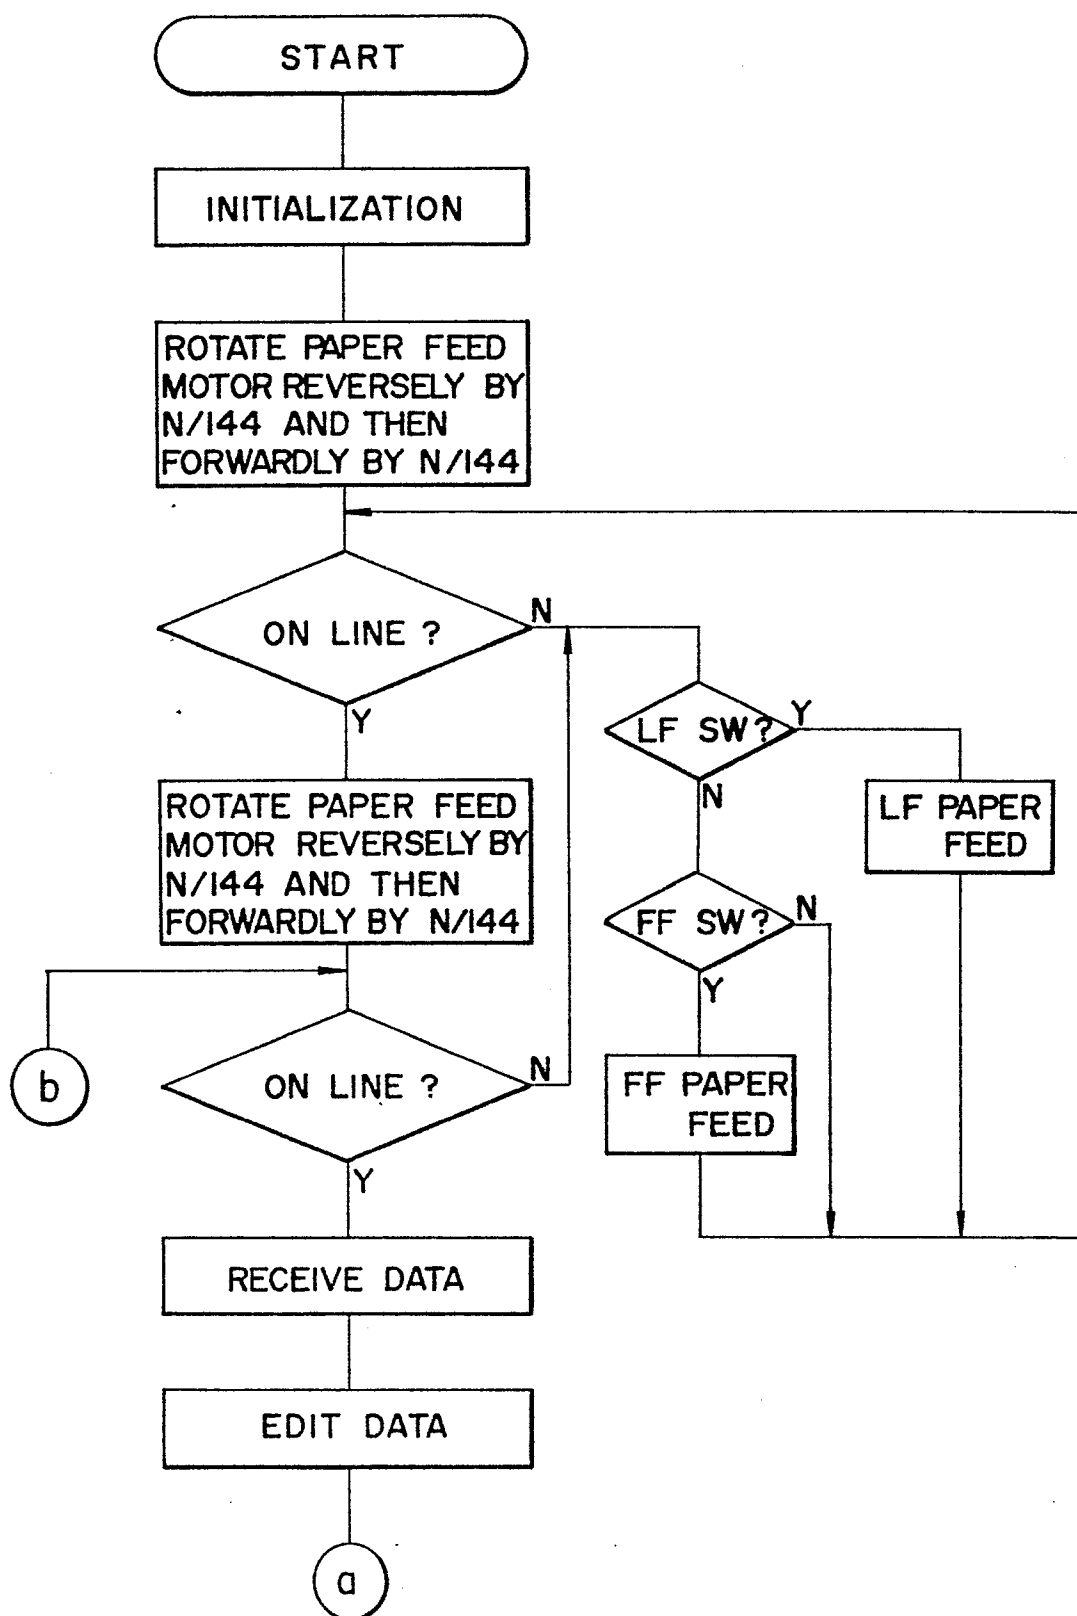 START
INITIALIZATION
ROTATE PAPER FEED
MOTOR REVERSELY BY
N/144 AND THEN
FORWARDLY BY N/144
ON LINE ?
N
Y
LF SW?
Y
N
LF PAPER
FEED
ROTATE PAPER FEED
MOTOR REVERSELY BY
N/144 AND THEN
FORWARDLY BY N/144
FF SW?
N
Y
FF PAPER
FEED
b
ON LINE ?
N
Y
RECEIVE DATA
EDIT DATA
a